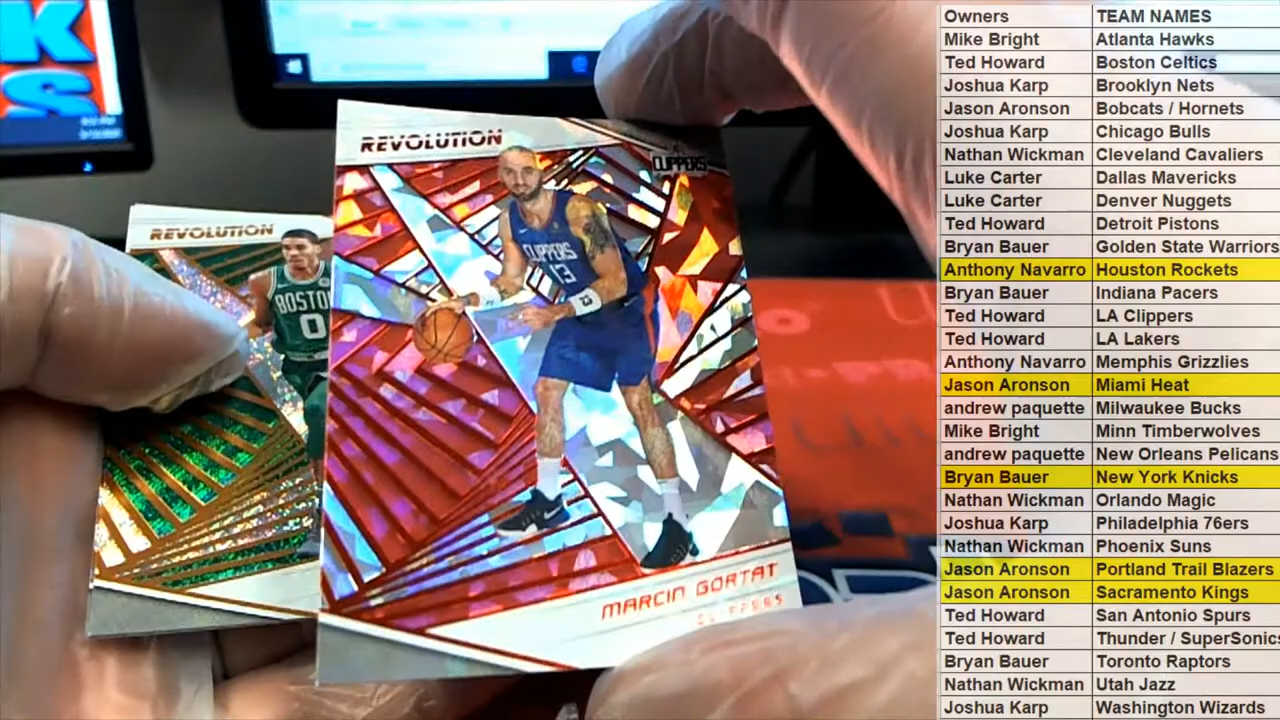 K
S
REVOLUTION
BOSTON
0
REVOLUTION
CLIPPERS
CLIPPERS
13
MARCIN GORTAT
CLIPPERS
Owners TEAM NAMES
Mike Bright Atlanta Hawks
Ted Howard Boston Celtics
Joshua Karp Brooklyn Nets
Jason Aronson Bobcats / Hornets
Joshua Karp Chicago Bulls
Nathan Wickman Cleveland Cavaliers
Luke Carter Dallas Mavericks
Luke Carter Denver Nuggets
Ted Howard Detroit Pistons
Bryan Bauer Golden State Warriors
Anthony Navarro Houston Rockets
Bryan Bauer Indiana Pacers
Ted Howard LA Clippers
Ted Howard LA Lakers
Anthony Navarro Memphis Grizzlies
Jason Aronson Miami Heat
andrew paquette Milwaukee Bucks
Mike Bright Minn Timberwolves
andrew paquette New Orleans Pelicans
Bryan Bauer New York Knicks
Nathan Wickman Orlando Magic
Joshua Karp Philadelphia 76ers
Nathan Wickman Phoenix Suns
Jason Aronson Portland Trail Blazers
Jason Aronson Sacramento Kings
Ted Howard San Antonio Spurs
Ted Howard Thunder / SuperSonics
Bryan Bauer Toronto Raptors
Nathan Wickman Utah Jazz
Joshua Karp Washington Wizards